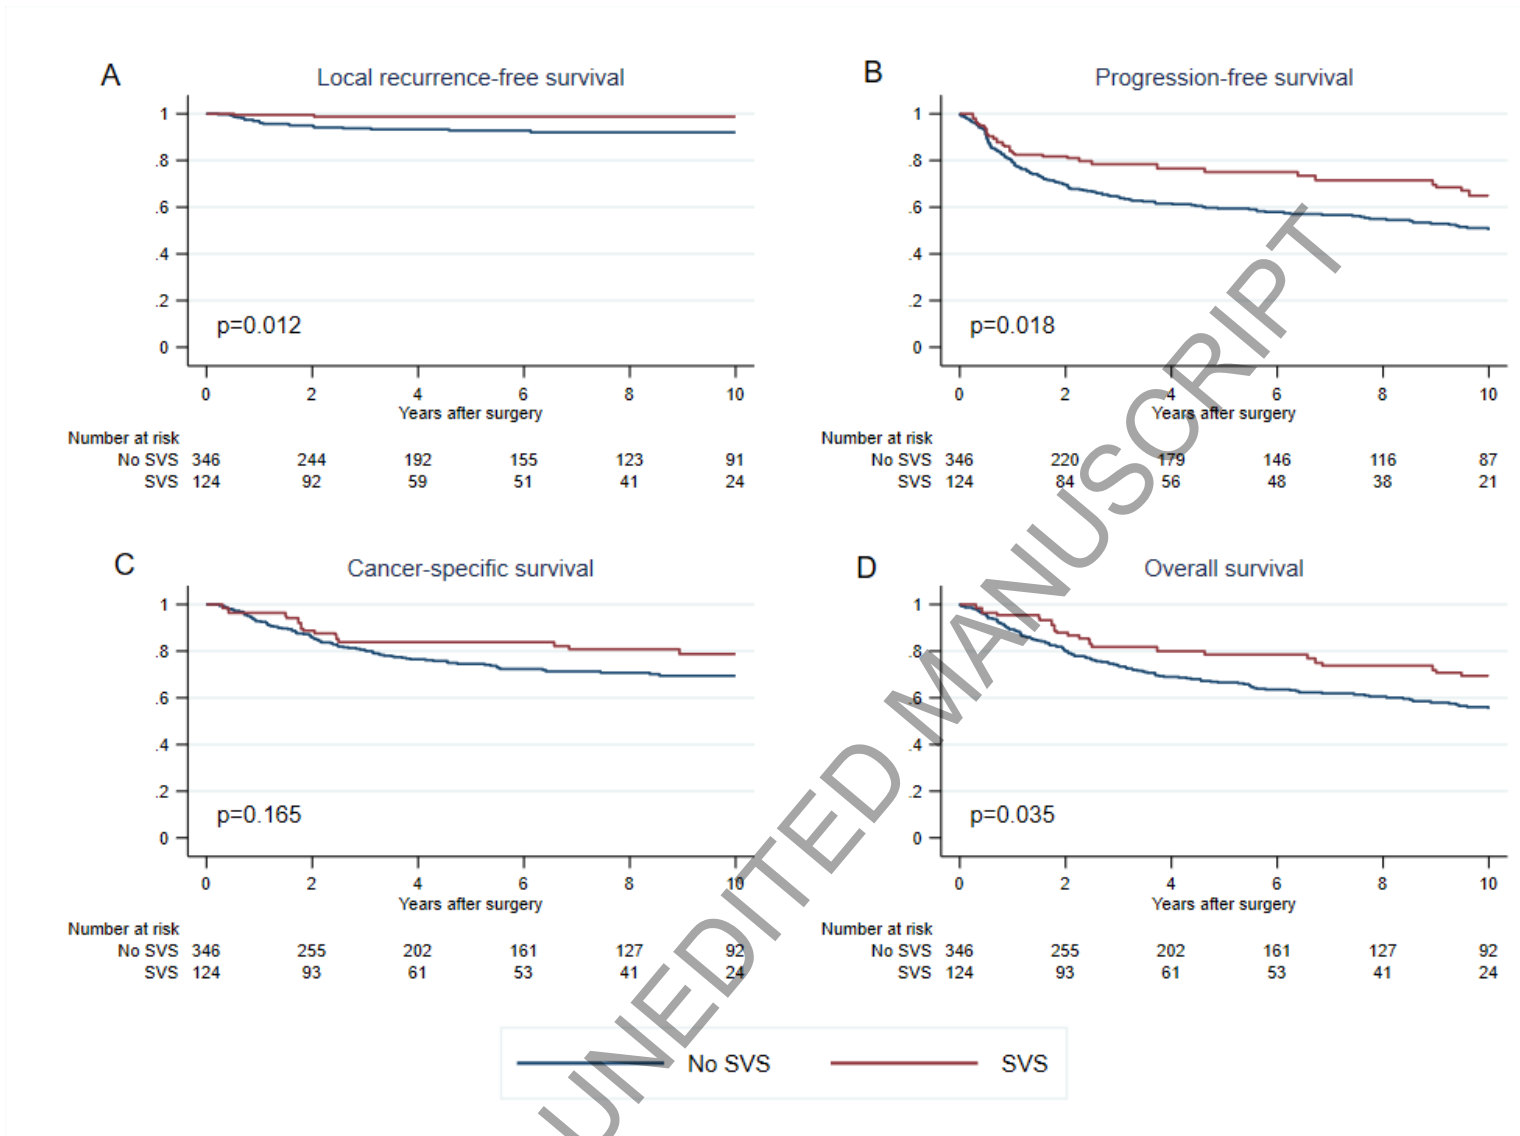 A Local recurrence-free survival
1
.8
.6
.4
.2
0
p=0.012
0 2 4 6 8 10
Years after surgery
Number at risk
No SVS 346 244 192 155 123 91
SVS 124 92 59 51 41 24
B Progression-free survival
1
.8
.6
.4
.2
0
p=0.018
0 2 4 6 8 10
Years after surgery
Number at risk
No SVS 346 220 179 146 116 87
SVS 124 84 56 48 38 21
C Cancer-specific survival
1
.8
.6
.4
.2
0
p=0.165
0 2 4 6 8 10
Years after surgery
Number at risk
No SVS 346 255 202 161 127 92
SVS 124 93 61 53 41 24
D Overall survival
1
.8
.6
.4
.2
0
p=0.035
0 2 4 6 8 10
Years after surgery
Number at risk
No SVS 346 255 202 161 127 92
SVS 124 93 61 53 41 24
No SVS SVS
UNEDITED MANUSCRIPT